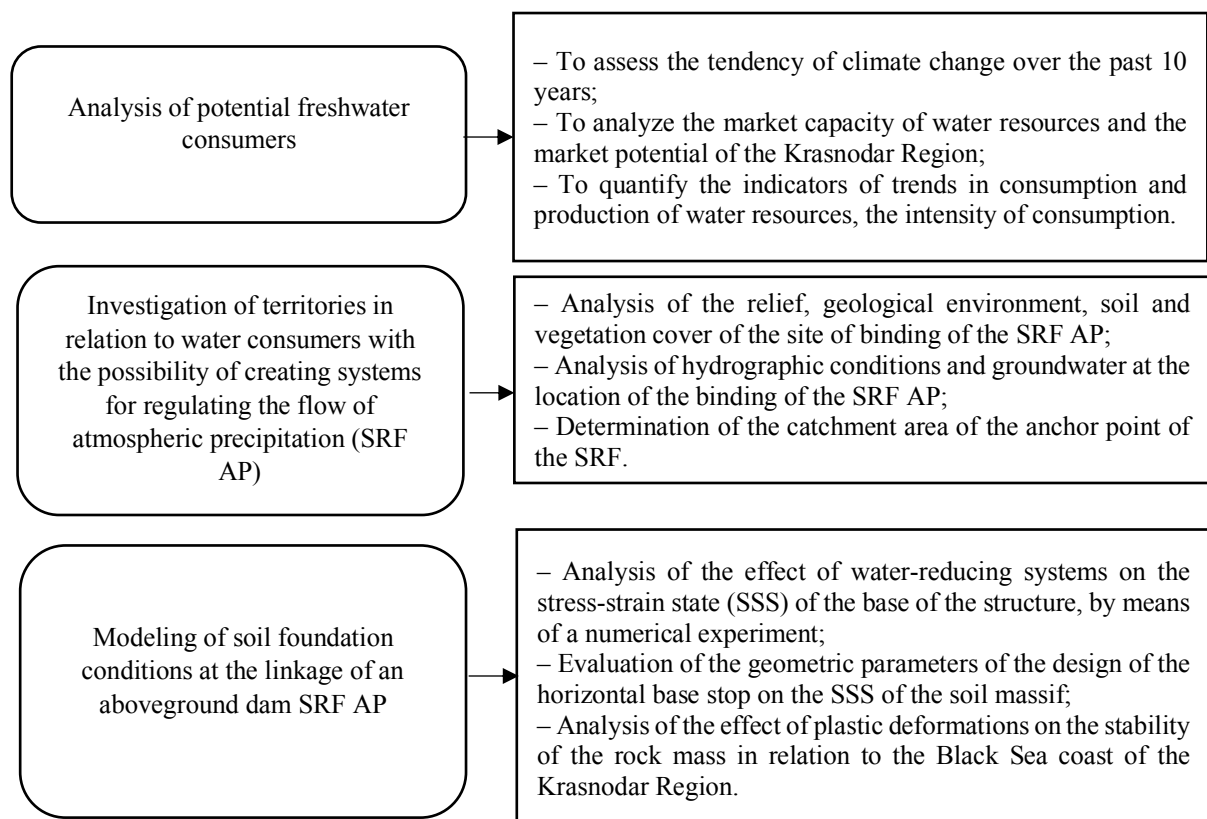 Analysis of potential freshwater
consumers
– To assess the tendency of climate change over the past 10
years;
– To analyze the market capacity of water resources and the
market potential of the Krasnodar Region;
– To quantify the indicators of trends in consumption and
production of water resources, the intensity of consumption.
Investigation of territories in
relation to water consumers with
the possibility of creating systems
for regulating the flow of
atmospheric precipitation (SRF
AP)
– Analysis of the relief, geological environment, soil and
vegetation cover of the site of binding of the SRF AP;
– Analysis of hydrographic conditions and groundwater at the
location of the binding of the SRF AP;
– Determination of the catchment area of the anchor point of
the SRF.
Modeling of soil foundation
conditions at the linkage of an
aboveground dam SRF AP
– Analysis of the effect of water-reducing systems on the
stress-strain state (SSS) of the base of the structure, by means
of a numerical experiment;
– Evaluation of the geometric parameters of the design of the
horizontal base stop on the SSS of the soil massif;
– Analysis of the effect of plastic deformations on the stability
of the rock mass in relation to the Black Sea coast of the
Krasnodar Region.